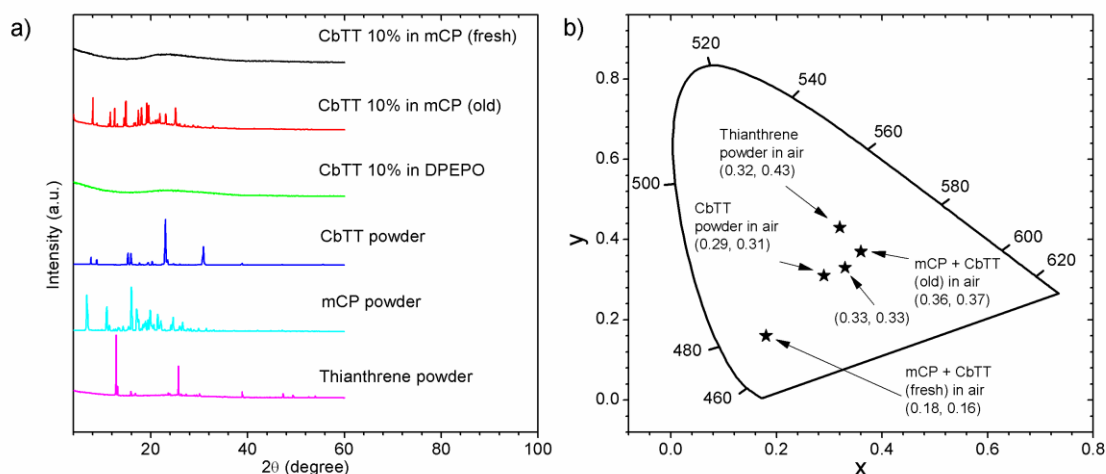 a)
CbTT 10% in mCP (fresh)
CbTT 10% in mCP (old)
CbTT 10% in DPEPO
CbTT powder
mCP powder
Thianthrene powder
Intensity (a.u.)
20
40
60
80
100
2θ (degree)
b)
520
540
560
580
600
620
500
480
460
Thianthrene
powder in air
(0.32, 0.43)
CbTT
powder in air
(0.29, 0.31)
mCP + CbTT
(old) in air
(0.36, 0.37)
(0.33, 0.33)
mCP + CbTT
(fresh) in air
(0.18, 0.16)
y
0.8
0.6
0.4
0.2
0.0
0.0
0.2
0.4
0.6
0.8
x